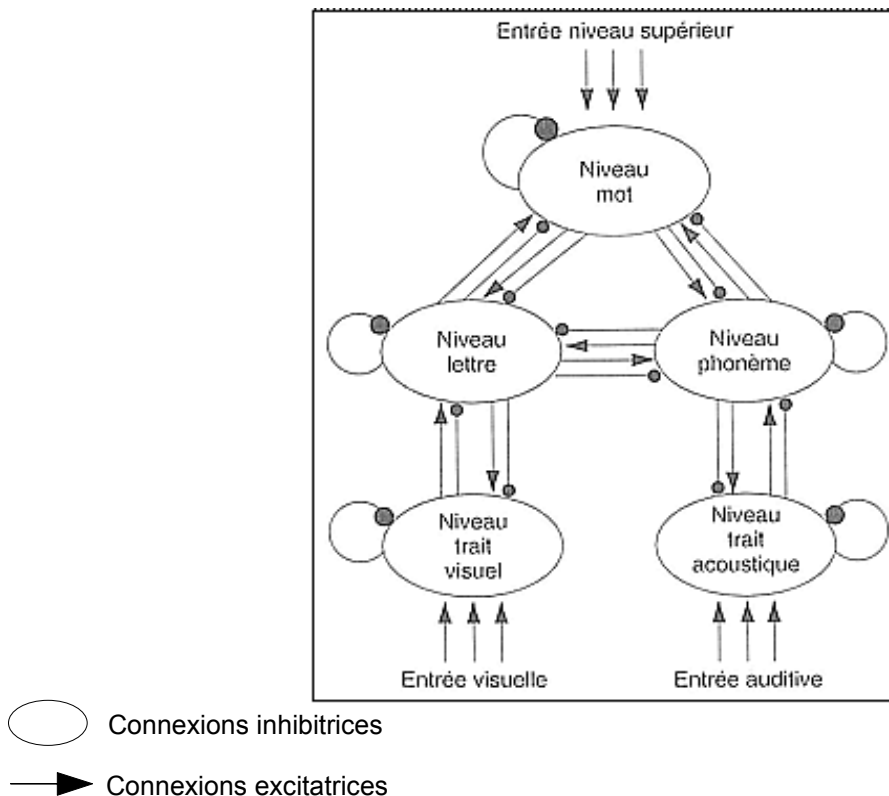 Entrée niveau supérieur
Niveau
mot
Niveau
lettre
Niveau
phonème
Niveau
trait
visuel
Niveau
trait
acoustique
Entrée visuelle
Entrée auditive
Connexions inhibitrices
Connexions excitatrices